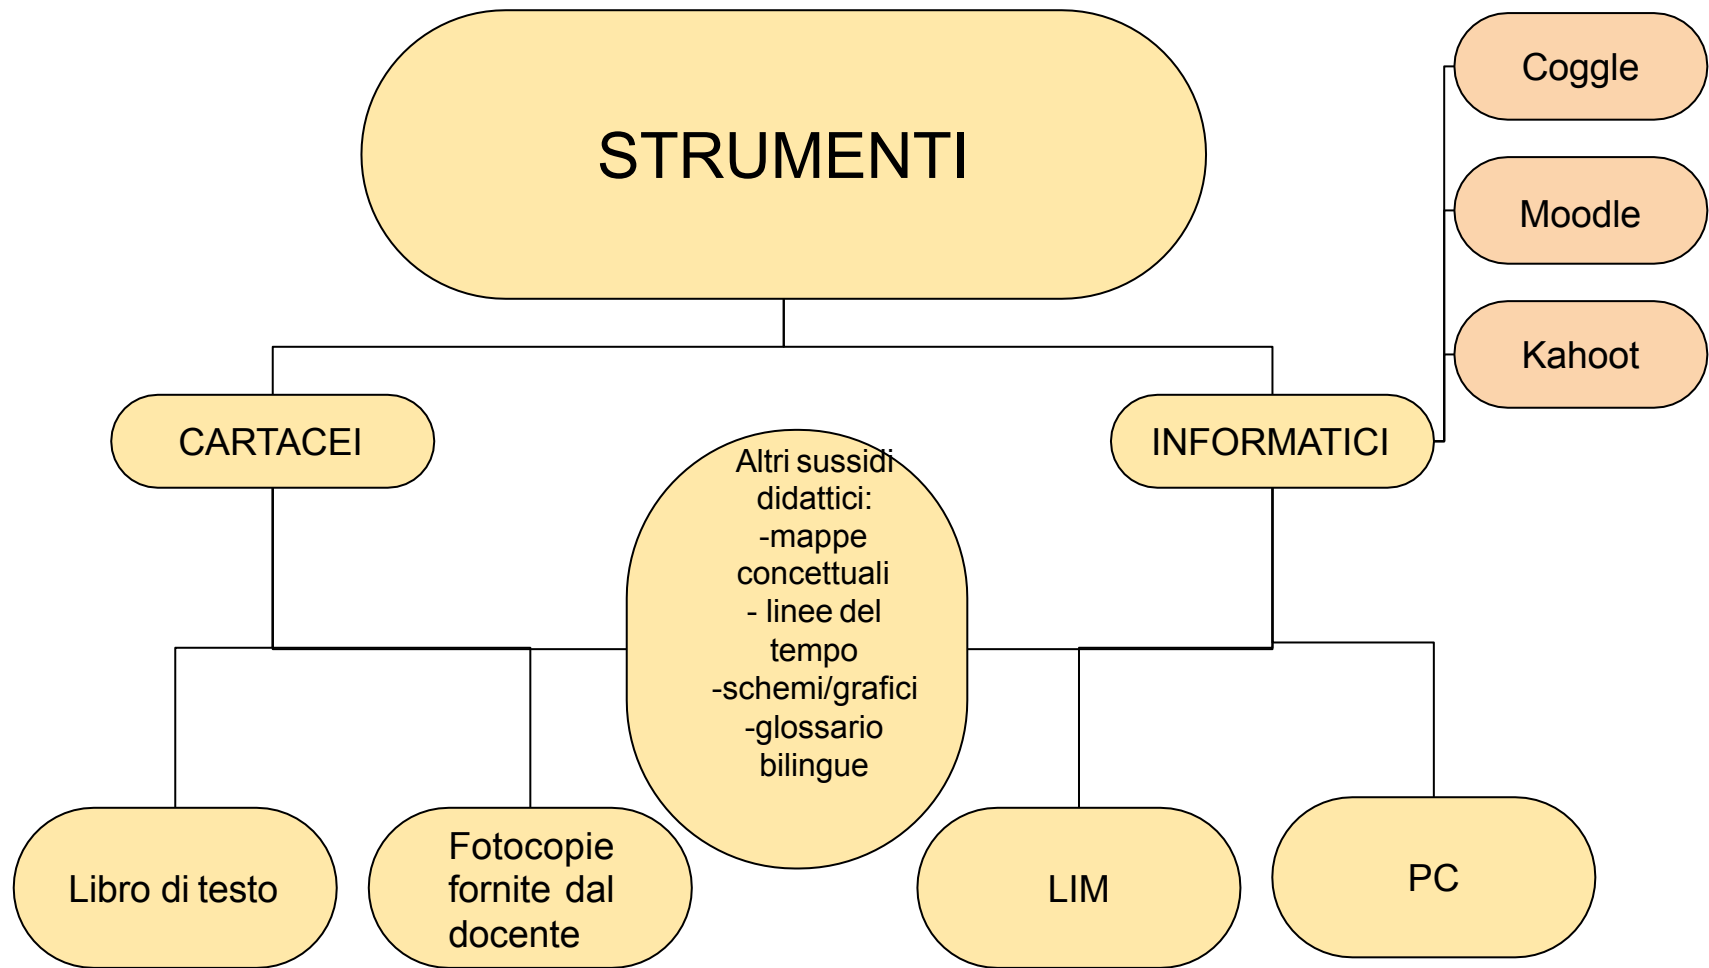 STRUMENTI
Coggle
Moodle
Kahoot
CARTACEI
INFORMATICI
Altri sussidi
didattici:
-mappe
concettuali
- linee del
tempo
-schemi/grafici
-glossario
bilingue
Libro di testo
Fotocopie
fornite dal
docente
LIM
PC